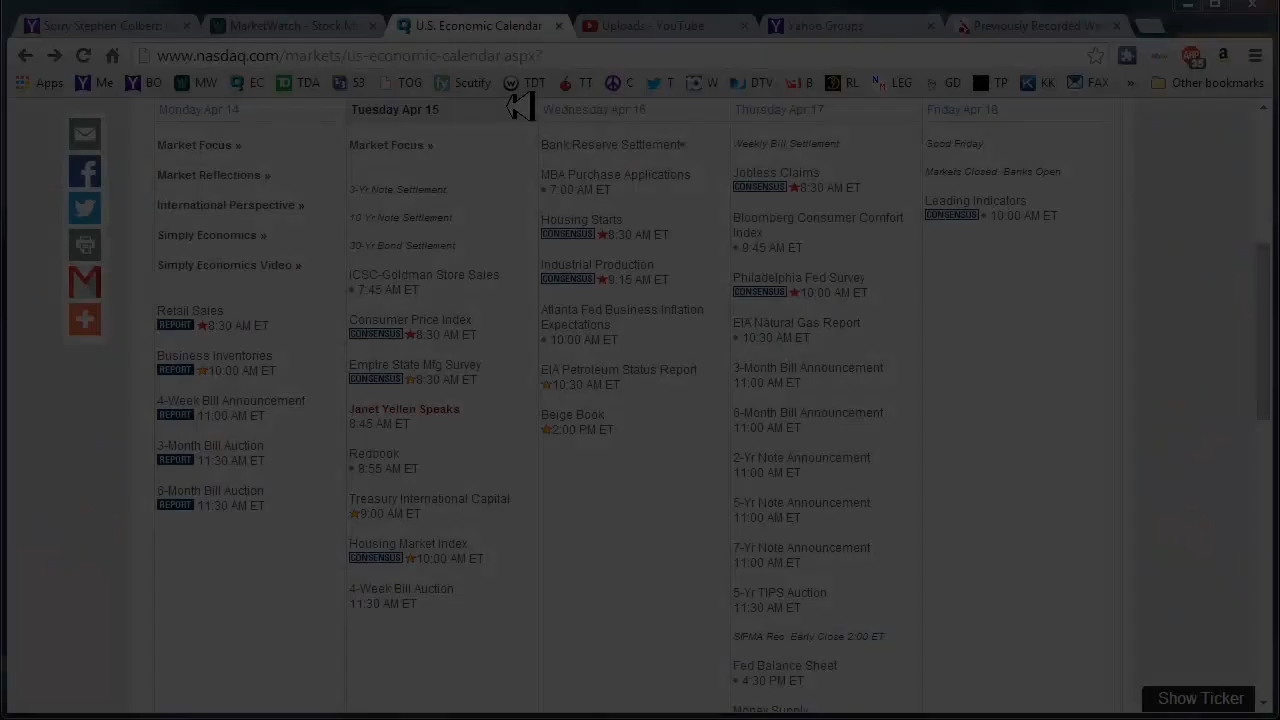 Sorry Stephen Colbert:
MarketWatch - Stock M
U.S. Economic Calendar
Uploads - YouTube
Yahoo Groups
Previously Recorded We
www.nasdaq.com/markets/us-economic-calendar.aspx?
Apps Me BO MW EC TDA 53 TOG Scutify TDT TT C T W DTV B RL LEG GD TP KK FAX » Other bookmarks
Monday Apr 14
Market Focus »
Market Reflections »
International Perspective »
Simply Economics »
Simply Economics Video »
Retail Sales
REPORT 8:30 AM ET
Business Inventories
REPORT 10:00 AM ET
4-Week Bill Announcement
REPORT 11:00 AM ET
3-Month Bill Auction
REPORT 11:30 AM ET
6-Month Bill Auction
REPORT 11:30 AM ET
Tuesday Apr 15
Market Focus »
3-Yr Note Settlement
10 Yr Note Settlement
30-Yr Bond Settlement
ICSC-Goldman Store Sales
7:45 AM ET
Consumer Price Index
CONSENSUS 8:30 AM ET
Empire State Mfg Survey
CONSENSUS 8:30 AM ET
Janet Yellen Speaks
8:45 AM ET
Redbook
8:55 AM ET
Treasury International Capital
9:00 AM ET
Housing Market Index
CONSENSUS 10:00 AM ET
4-Week Bill Auction
11:30 AM ET
Wednesday Apr 16
Bank Reserve Settlement
MBA Purchase Applications
7:00 AM ET
Housing Starts
CONSENSUS 8:30 AM ET
Industrial Production
CONSENSUS 9:15 AM ET
Atlanta Fed Business Inflation
Expectations
10:00 AM ET
EIA Petroleum Status Report
10:30 AM ET
Beige Book
2:00 PM ET
Thursday Apr 17
Weekly Bill Settlement
Jobless Claims
CONSENSUS 8:30 AM ET
Bloomberg Consumer Comfort
Index
9:45 AM ET
Philadelphia Fed Survey
CONSENSUS 10:00 AM ET
EIA Natural Gas Report
10:30 AM ET
3-Month Bill Announcement
11:00 AM ET
6-Month Bill Announcement
11:00 AM ET
2-Yr Note Announcement
11:00 AM ET
5-Yr Note Announcement
11:00 AM ET
7-Yr Note Announcement
11:00 AM ET
5-Yr TIPS Auction
11:30 AM ET
SIFMA Rec. Early Close 2:00 ET
Fed Balance Sheet
4:30 PM ET
Money Supply
Friday Apr 18
Good Friday
Markets Closed. Banks Open.
Leading Indicators
CONSENSUS 10:00 AM ET
Show Ticker